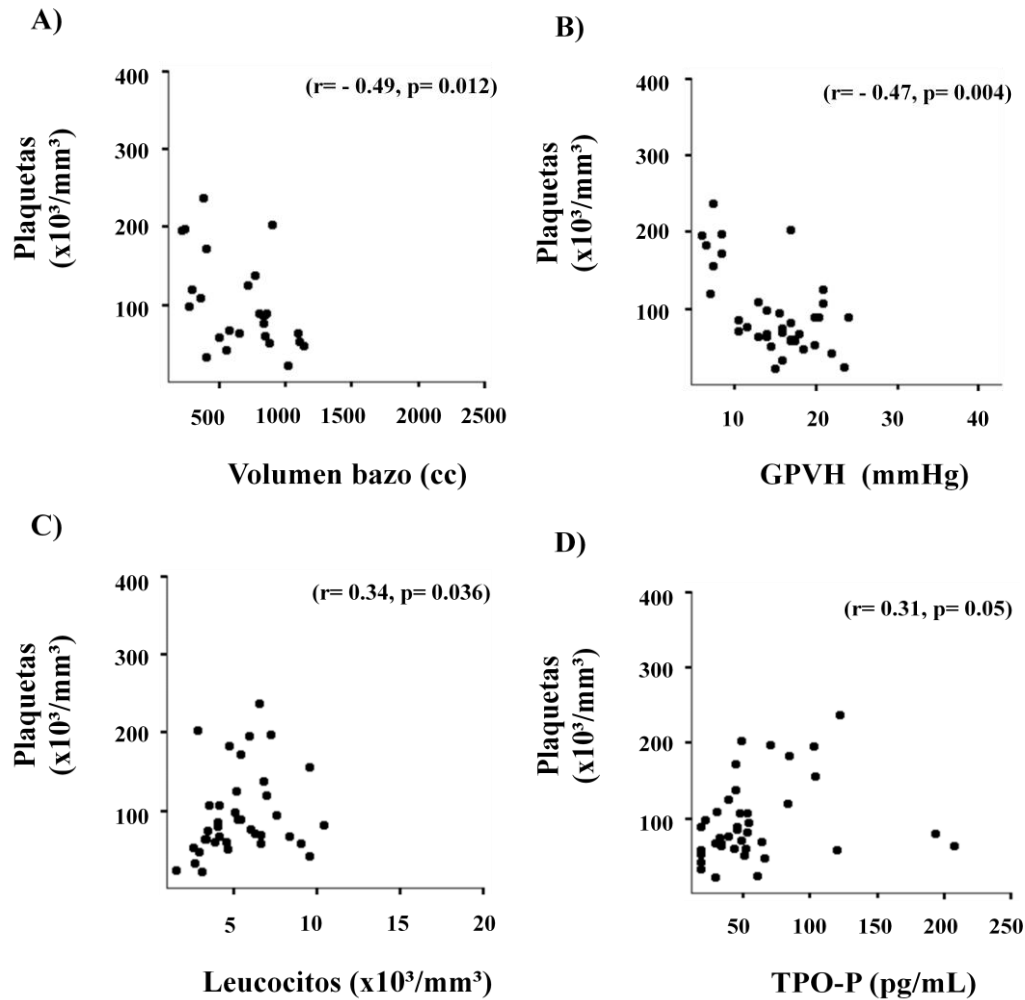 A)
(r= - 0.49, p= 0.012)
Plaquetas
(x10³/mm³)
400
300
200
100
500
1000
1500
2000
2500
Volumen bazo (cc)
B)
(r= - 0.47, p= 0.004)
Plaquetas
(x10³/mm³)
400
300
200
100
10
20
30
40
GPVH (mmHg)
C)
(r= 0.34, p= 0.036)
Plaquetas
(x10³/mm³)
400
300
200
100
5
10
15
20
Leucocitos (x10³/mm³)
D)
(r= 0.31, p= 0.05)
Plaquetas
(x10³/mm³)
400
300
200
100
50
100
150
200
250
TPO-P (pg/mL)